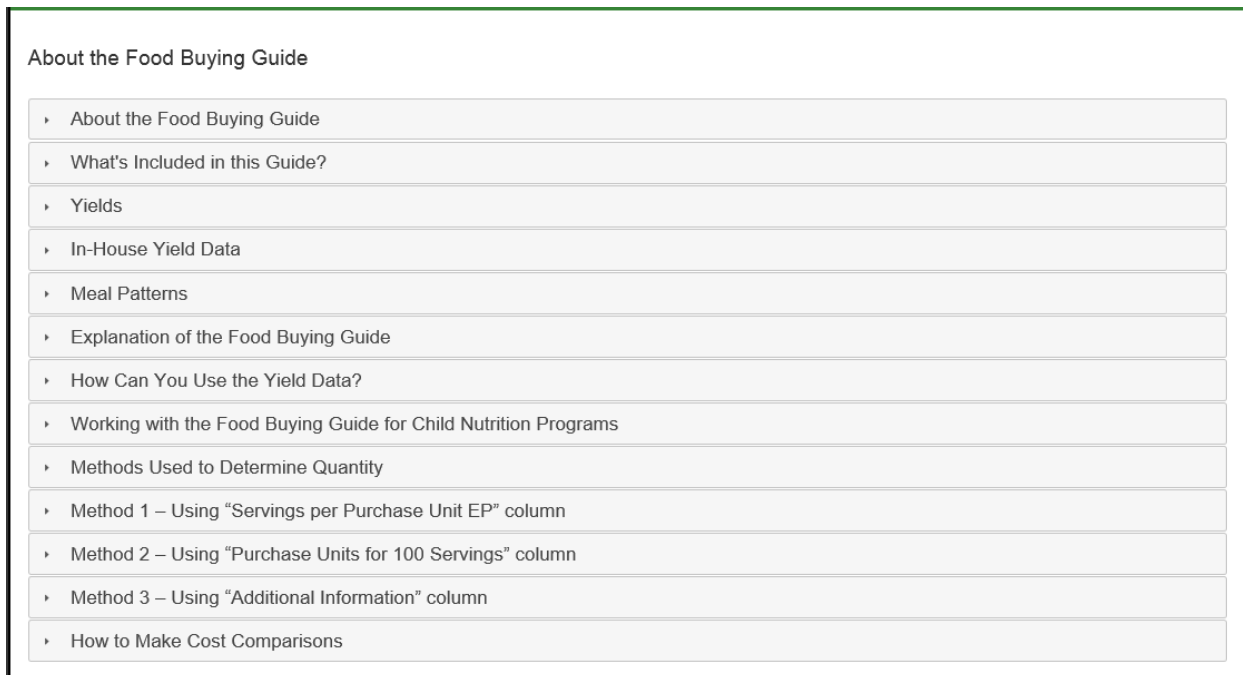 About the Food Buying Guide
About the Food Buying Guide
What's Included in this Guide?
Yields
In-House Yield Data
Meal Patterns
Explanation of the Food Buying Guide
How Can You Use the Yield Data?
Working with the Food Buying Guide for Child Nutrition Programs
Methods Used to Determine Quantity
Method 1 – Using “Servings per Purchase Unit EP” column
Method 2 – Using “Purchase Units for 100 Servings” column
Method 3 – Using “Additional Information” column
How to Make Cost Comparisons